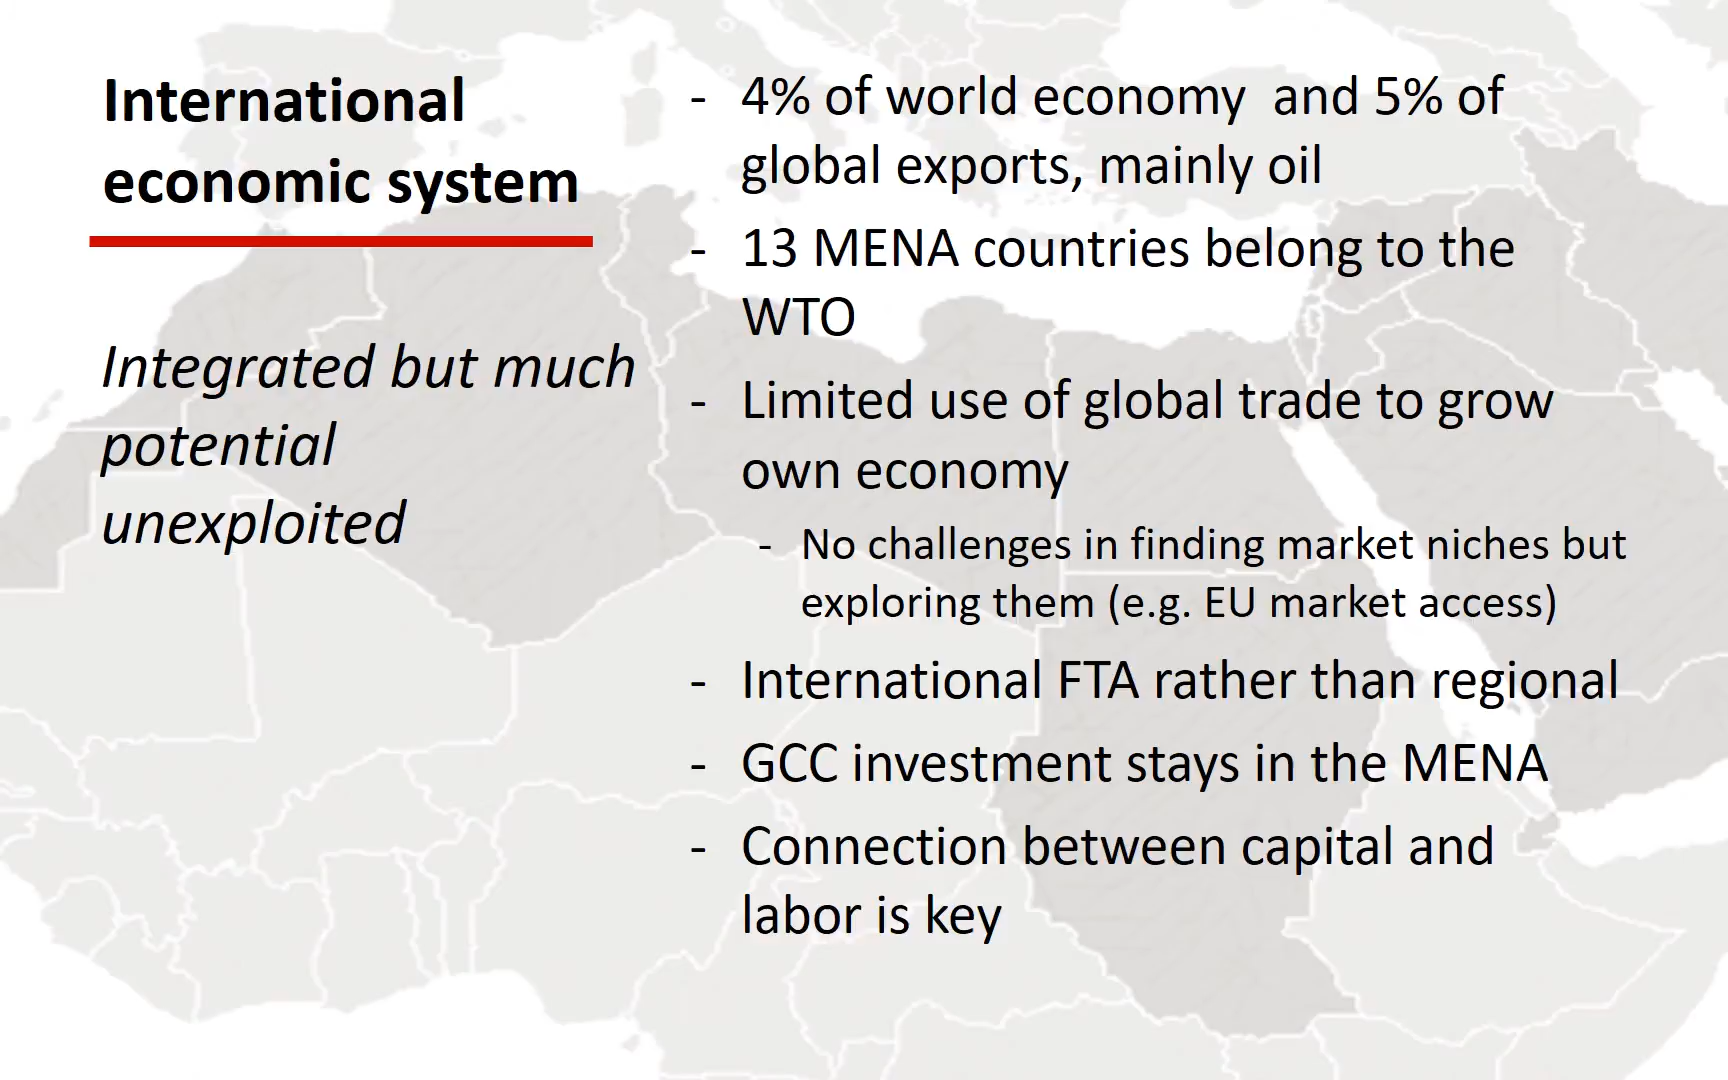 International
economic system
Integrated but much
potential
unexploited
- 4% of world economy  and 5% of
global exports, mainly oil
- 13 MENA countries belong to the
WTO
- Limited use of global trade to grow
own economy
- No challenges in finding market niches but
exploring them (e.g. EU market access)
- International FTA rather than regional
- GCC investment stays in the MENA
- Connection between capital and
labor is key